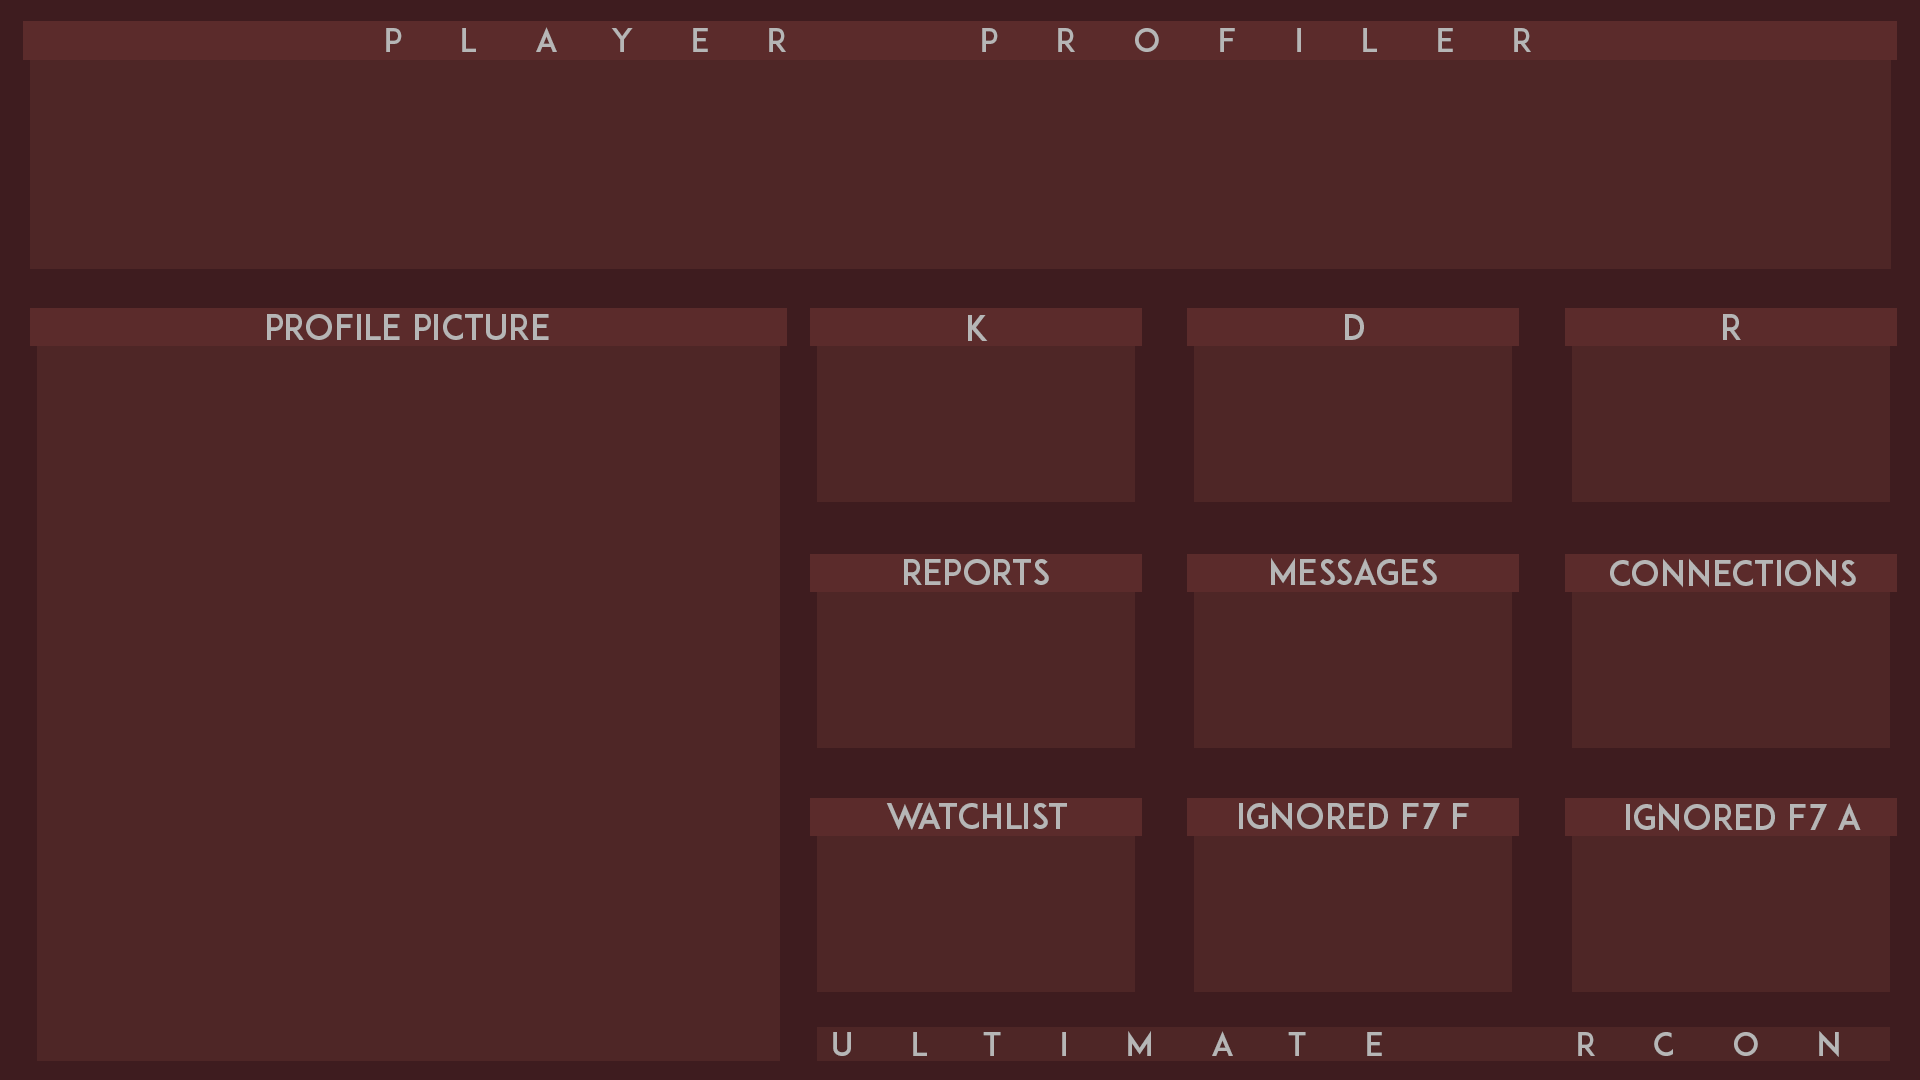 PLAYER PROFILER
PROFILE PICTURE
K
D
R
REPORTS
MESSAGES
CONNECTIONS
WATCHLIST
IGNORED F7 F
IGNORED F7 A
ULTIMATE RCON